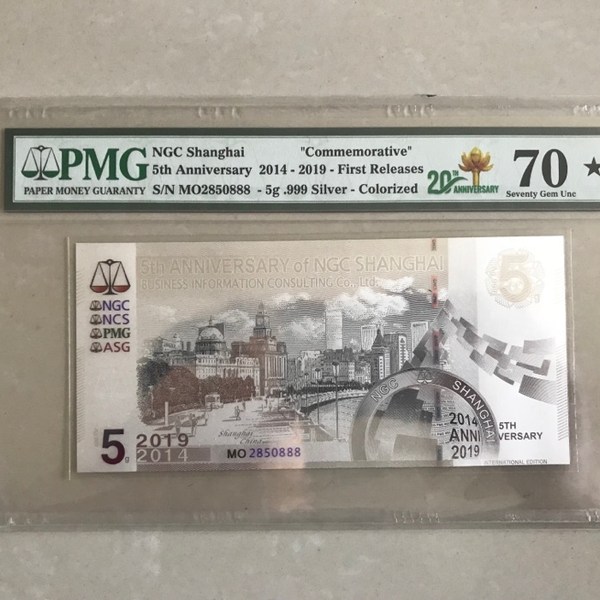 PMG
PAPER MONEY GUARANTY
NGC Shanghai "Commemorative"
5th Anniversary 2014 - 2019 - First Releases
S/N MO2850888 - 5g .999 Silver - Colorized
20th ANNIVERSARY
70 ★
Seventy Gem Unc
5th ANNIVERSARY of NGC SHANGHAI
BUSINESS INFORMATION CONSULTING Co., Ltd.
5g
NGC
NCS
PMG
ASG
NGC SHANGHAI
2014 5TH
ANNIVERSARY
2019
INTERNATIONAL EDITION
Shanghai
China
5g
2019
2014
MO 2850888